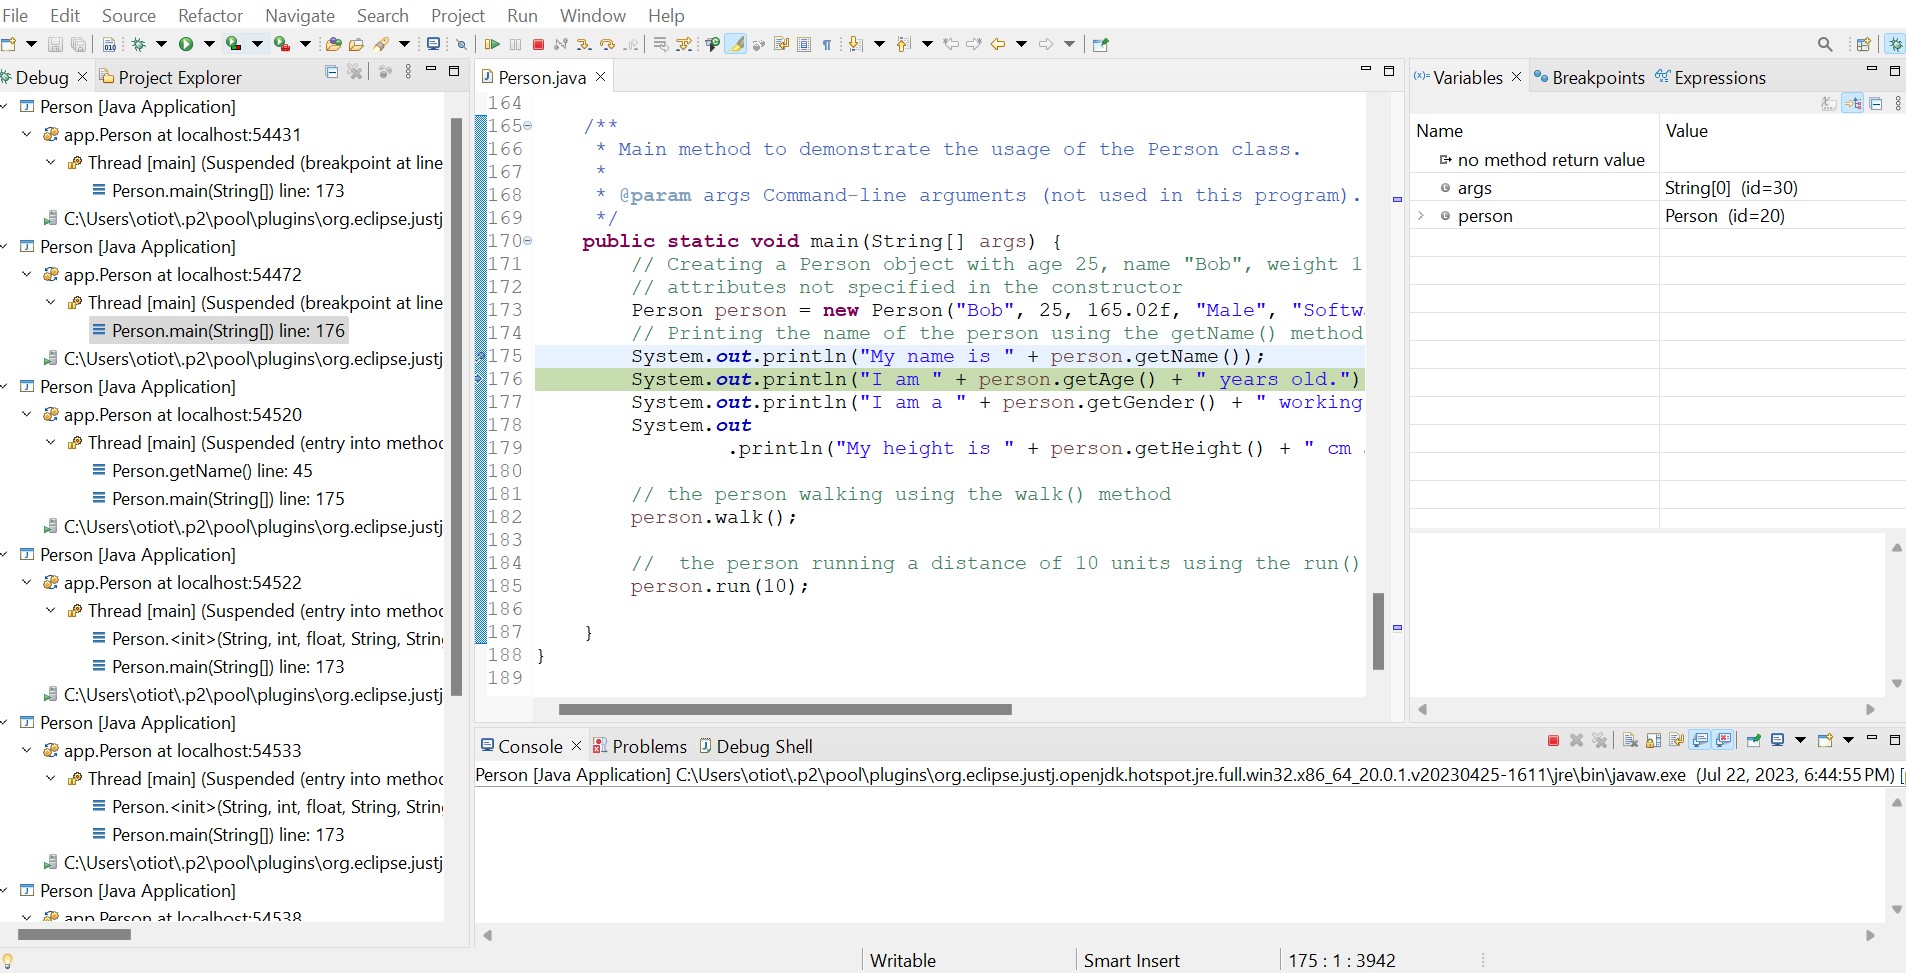 File Edit Source Refactor Navigate Search Project Run Window Help
Debug Project Explorer
Person [Java Application]
app.Person at localhost:54431
Thread [main] (Suspended (breakpoint at line
Person.main(String[]) line: 173
C:\Users\otiot\.p2\pool\plugins\org.eclipse.justj
Person [Java Application]
app.Person at localhost:54472
Thread [main] (Suspended (breakpoint at line
Person.main(String[]) line: 176
C:\Users\otiot\.p2\pool\plugins\org.eclipse.justj
Person [Java Application]
app.Person at localhost:54520
Thread [main] (Suspended (entry into method
Person.getName() line: 45
Person.main(String[]) line: 175
C:\Users\otiot\.p2\pool\plugins\org.eclipse.justj
Person [Java Application]
app.Person at localhost:54522
Thread [main] (Suspended (entry into method
Person.<init>(String, int, float, String, String
Person.main(String[]) line: 173
C:\Users\otiot\.p2\pool\plugins\org.eclipse.justj
Person [Java Application]
app.Person at localhost:54533
Thread [main] (Suspended (entry into method
Person.<init>(String, int, float, String, String
Person.main(String[]) line: 173
C:\Users\otiot\.p2\pool\plugins\org.eclipse.justj
Person [Java Application]
app.Person at localhost:54538
Person.java
164
165 /**
166 * Main method to demonstrate the usage of the Person class.
167 *
168 * @param args Command-line arguments (not used in this program).
169 */
170 public static void main(String[] args) {
171 // Creating a Person object with age 25, name "Bob", weight 1
172 // attributes not specified in the constructor
173 Person person = new Person("Bob", 25, 165.02f, "Male", "Softw
174 // Printing the name of the person using the getName() method
175 System.out.println("My name is " + person.getName());
176 System.out.println("I am " + person.getAge() + " years old.")
177 System.out.println("I am a " + person.getGender() + " working
178 System.out
179 .println("My height is " + person.getHeight() + " cm
180
181 // the person walking using the walk() method
182 person.walk();
183
184 // the person running a distance of 10 units using the run()
185 person.run(10);
186
187 }
188 }
189
(x)= Variables Breakpoints Expressions
Name Value
no method return value
args String[0] (id=30)
person Person (id=20)
Console Problems Debug Shell
Person [Java Application] C:\Users\otiot\.p2\pool\plugins\org.eclipse.justj.openjdk.hotspot.jre.full.win32.x86_64_20.0.1.v20230425-1611\jre\bin\javaw.exe (Jul 22, 2023, 6:44:55 PM) [
Writable Smart Insert 175 : 1 : 3942